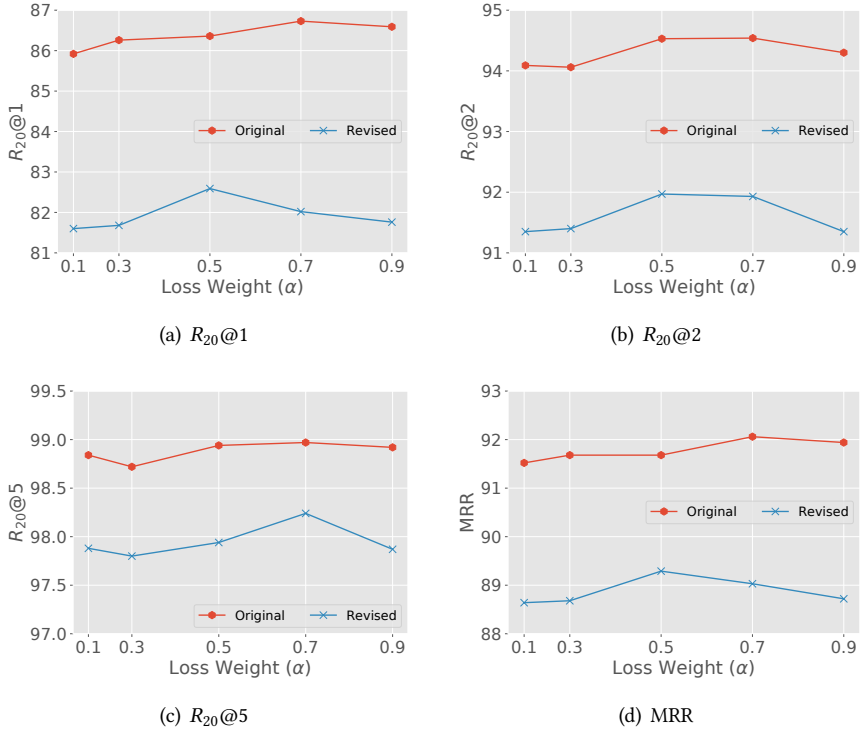 87
86
85
84
83
82
81
R20@1
Original
Revised
0.1 0.3 0.5 0.7 0.9
Loss Weight (α)
(a) R20@1
95
94
93
92
91
R20@2
Original
Revised
0.1 0.3 0.5 0.7 0.9
Loss Weight (α)
(b) R20@2
99.5
99.0
98.5
98.0
97.5
97.0
R20@5
Original
Revised
0.1 0.3 0.5 0.7 0.9
Loss Weight (α)
(c) R20@5
93
92
91
90
89
88
MRR
Original
Revised
0.1 0.3 0.5 0.7 0.9
Loss Weight (α)
(d) MRR